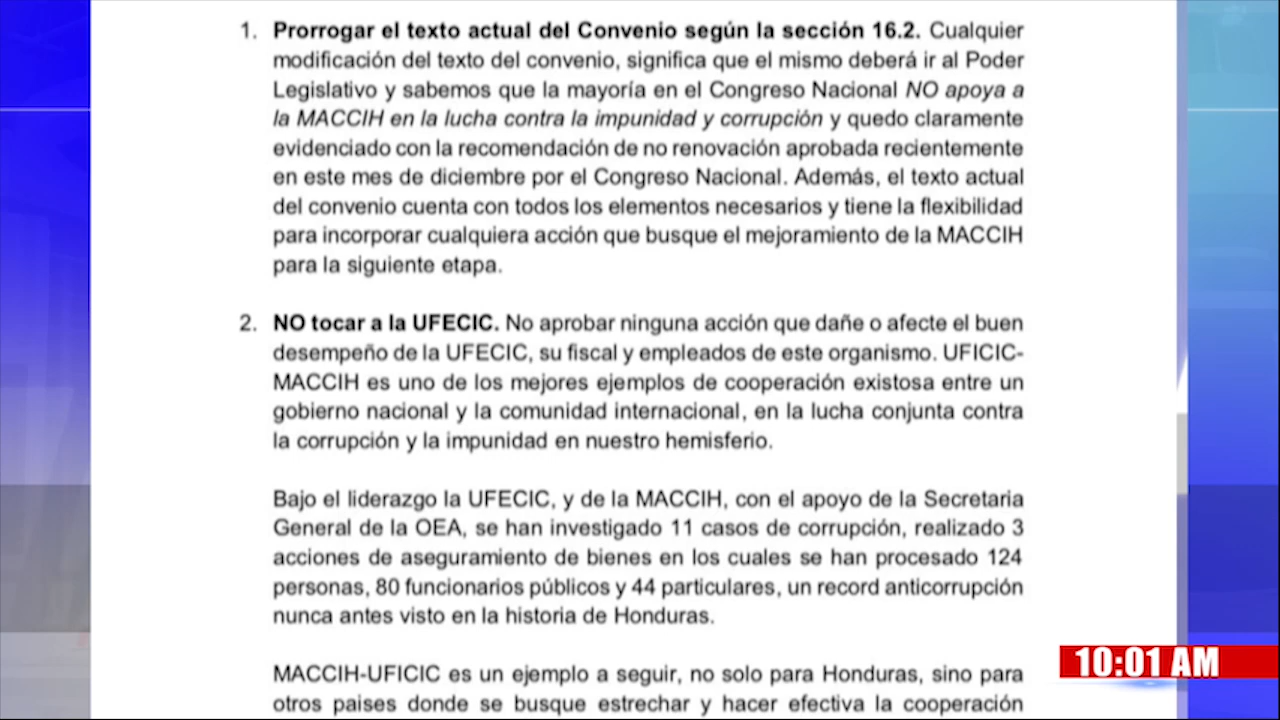 1. Prorrogar el texto actual del Convenio según la sección 16.2. Cualquier
modificación del texto del convenio, significa que el mismo deberá ir al Poder
Legislativo y sabemos que la mayoría en el Congreso Nacional NO apoya a
la MACCIH en la lucha contra la impunidad y corrupción y quedo claramente
evidenciado con la recomendación de no renovación aprobada recientemente
en este mes de diciembre por el Congreso Nacional. Además, el texto actual
del convenio cuenta con todos los elementos necesarios y tiene la flexibilidad
para incorporar cualquiera acción que busque el mejoramiento de la MACCIH
para la siguiente etapa.
2. NO tocar a la UFECIC. No aprobar ninguna acción que dañe o afecte el buen
desempeño de la UFECIC, su fiscal y empleados de este organismo. UFICIC-
MACCIH es uno de los mejores ejemplos de cooperación existosa entre un
gobierno nacional y la comunidad internacional, en la lucha conjunta contra
la corrupción y la impunidad en nuestro hemisferio.
Bajo el liderazgo la UFECIC, y de la MACCIH, con el apoyo de la Secretaria
General de la OEA, se han investigado 11 casos de corrupción, realizado 3
acciones de aseguramiento de bienes en los cuales se han procesado 124
personas, 80 funcionarios públicos y 44 particulares, un record anticorrupción
nunca antes visto en la historia de Honduras.
MACCIH-UFICIC es un ejemplo a seguir, no solo para Honduras, sino para
otros paises donde se busque estrechar y hacer efectiva la cooperación
10:01 AM